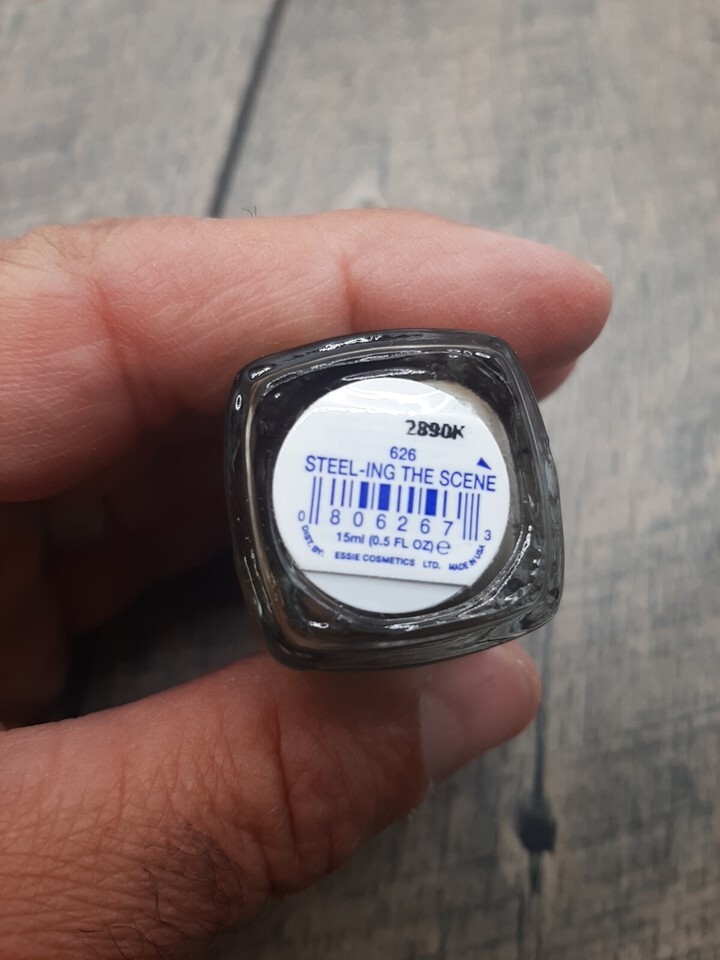 2890K
626
STEEL-ING THE SCENE
0 806267 3
15ml (0.5 FL OZ) e
DIST. BY: ESSIE COSMETICS LTD. MADE IN USA